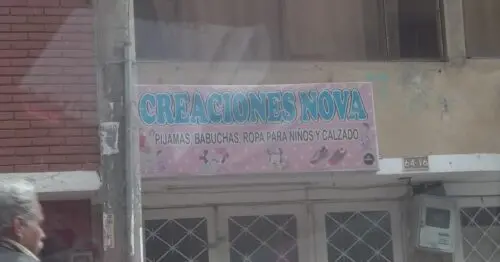 CREACIONES NOVA
PIJAMAS, BABUCHAS, ROPA PARA NIÑOS Y CALZADO
64 16